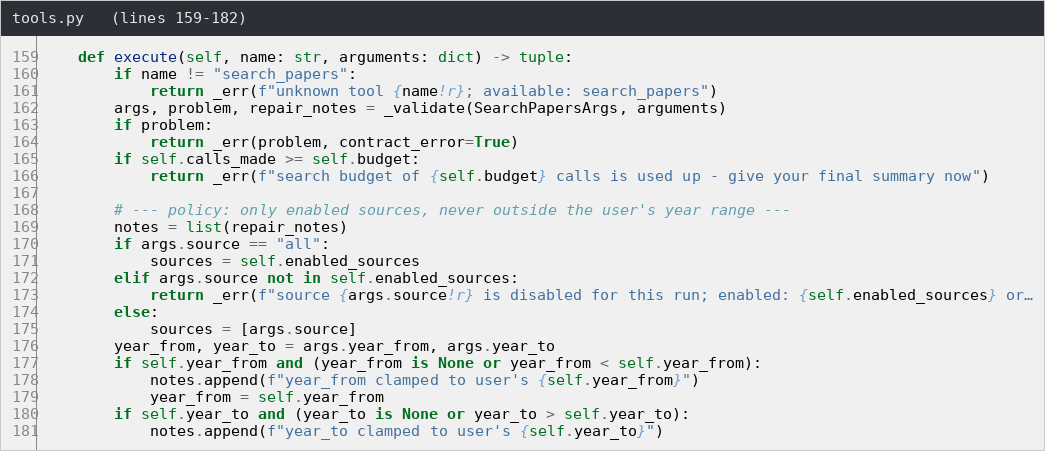 tools.py   (lines 159-182)
159    def execute(self, name: str, arguments: dict) -> tuple:
160        if name != "search_papers":
161            return _err(f"unknown tool {name!r}; available: search_papers")
162        args, problem, repair_notes = _validate(SearchPapersArgs, arguments)
163        if problem:
164            return _err(problem, contract_error=True)
165        if self.calls_made >= self.budget:
166            return _err(f"search budget of {self.budget} calls is used up - give your final summary now")
167
168        # --- policy: only enabled sources, never outside the user's year range ---
169        notes = list(repair_notes)
170        if args.source == "all":
171            sources = self.enabled_sources
172        elif args.source not in self.enabled_sources:
173            return _err(f"source {args.source!r} is disabled for this run; enabled: {self.enabled_sources} or…
174        else:
175            sources = [args.source]
176        year_from, year_to = args.year_from, args.year_to
177        if self.year_from and (year_from is None or year_from < self.year_from):
178            notes.append(f"year_from clamped to user's {self.year_from}")
179            year_from = self.year_from
180        if self.year_to and (year_to is None or year_to > self.year_to):
181            notes.append(f"year_to clamped to user's {self.year_to}")